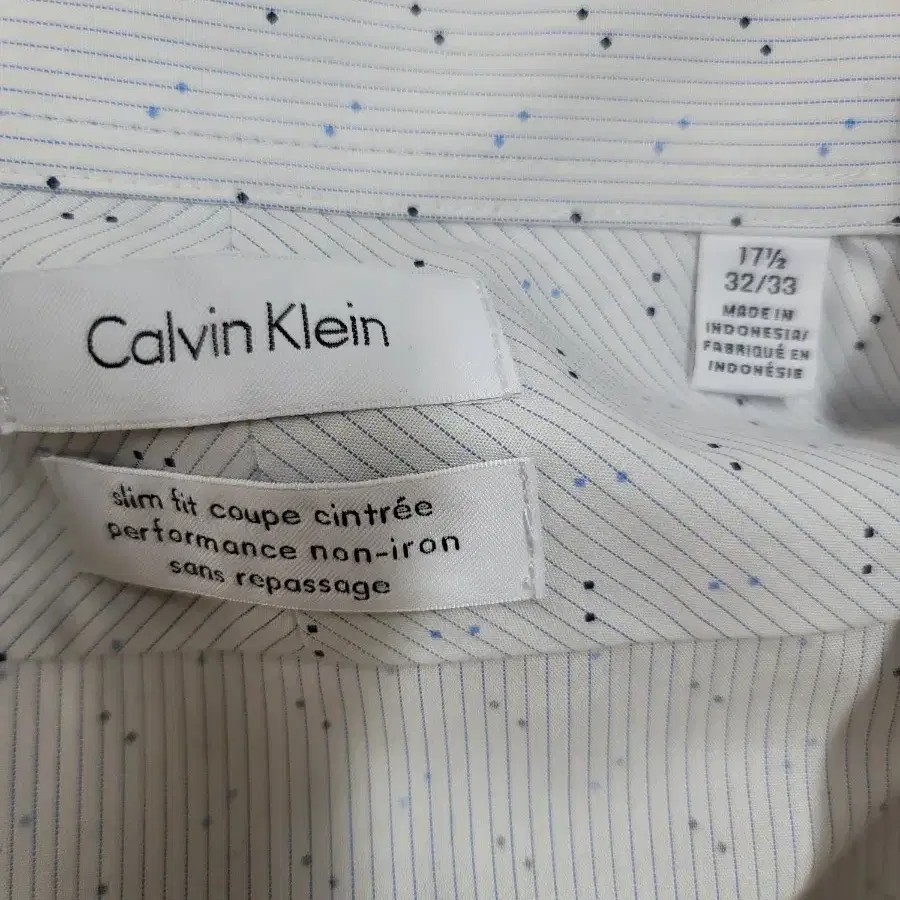 Calvin Klein
slim fit coupe cintrée
performance non-iron
sans repassage
17½
32/33
MADE IN
INDONESIA/
FABRIQUÉ EN
INDONÉSIE